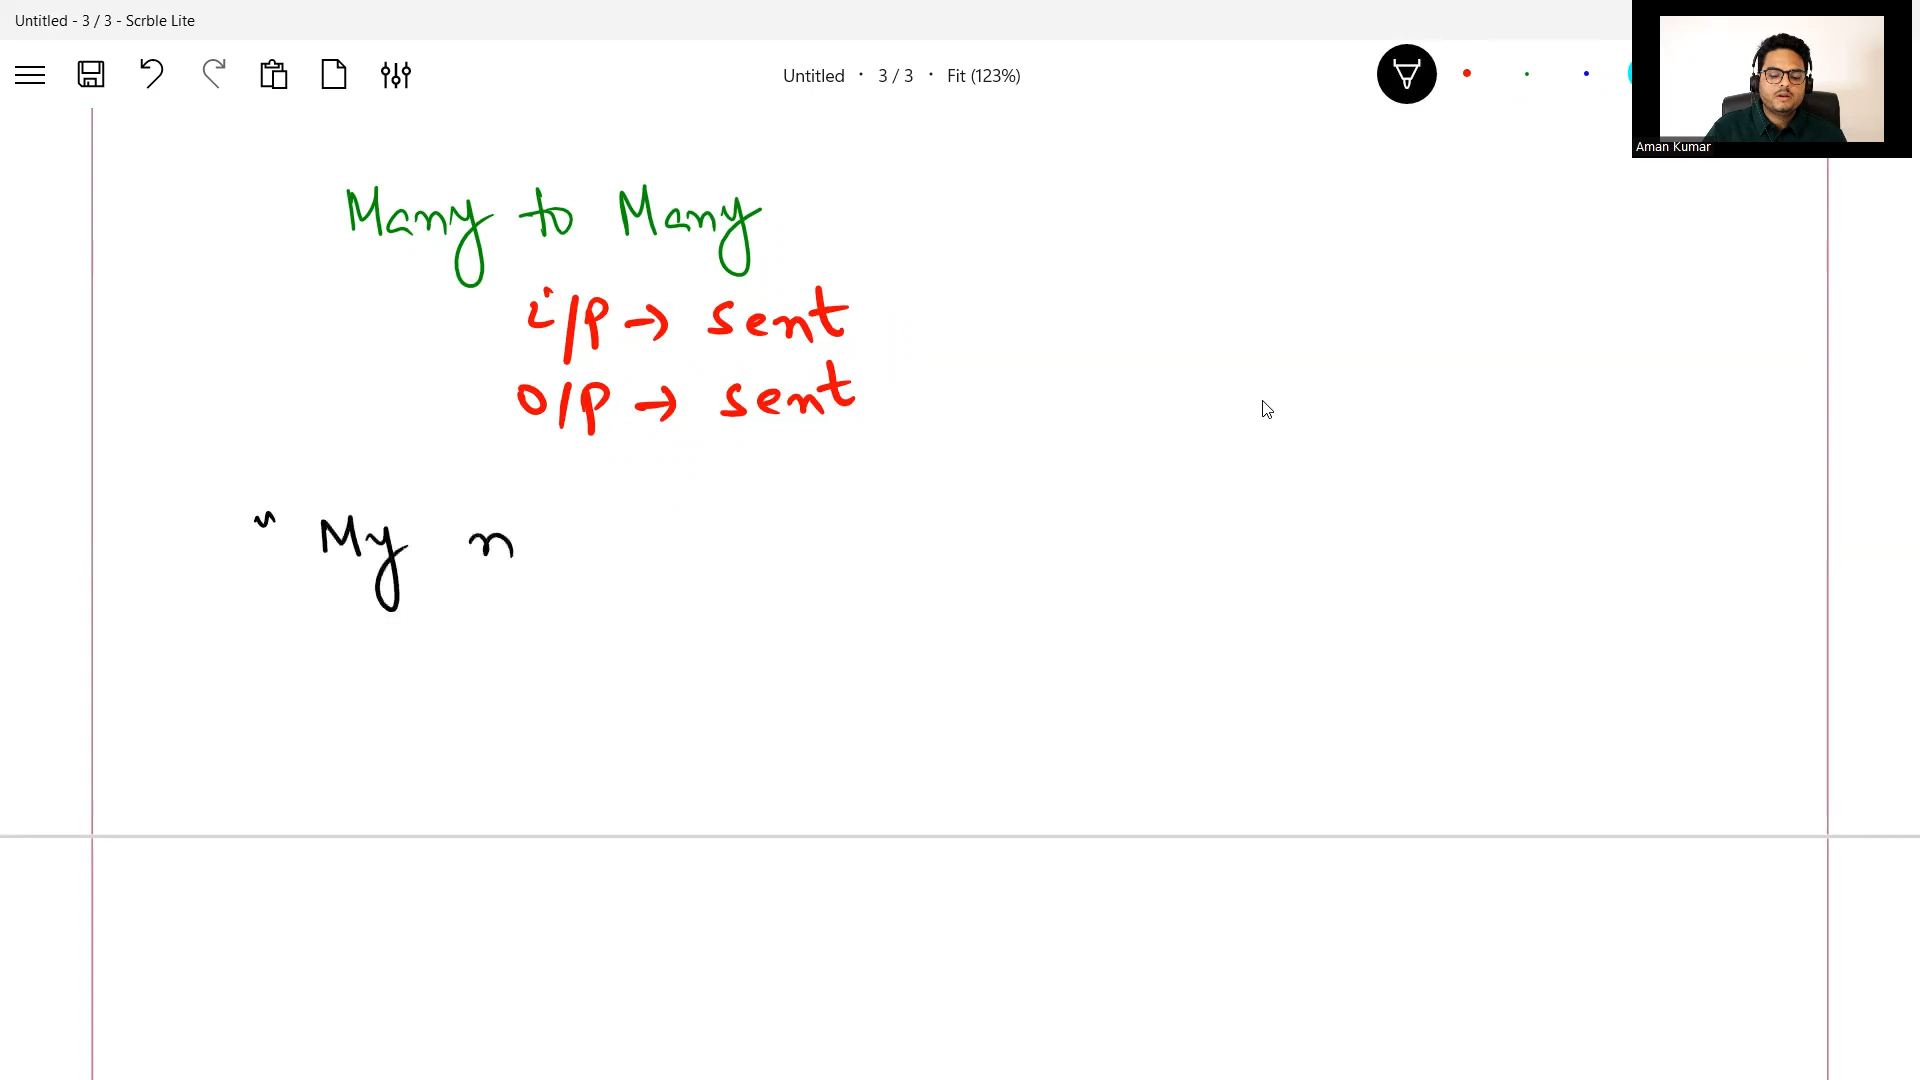 Untitled - 3 / 3 - Scrble Lite
Untitled • 3 / 3 • Fit (123%)
Aman Kumar
Many to Many
i/p → sent
o/p → sent
" My n